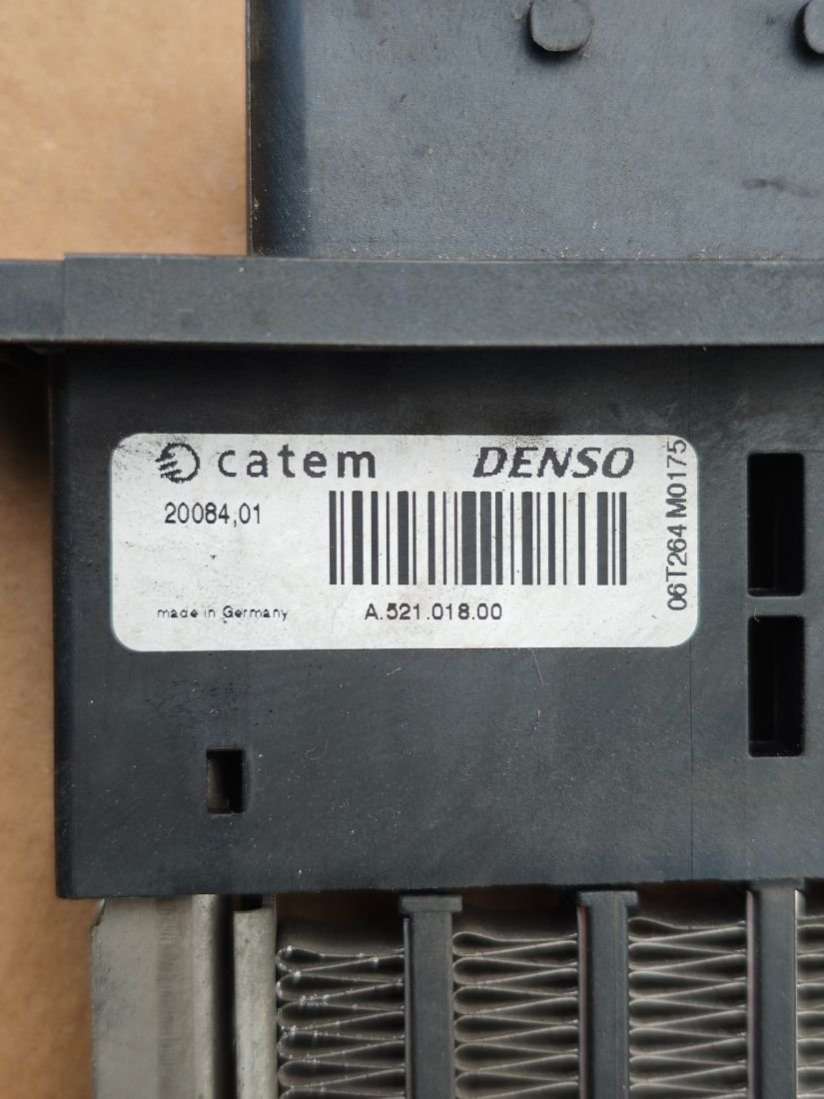 catem DENSO
20084,01
made in Germany A.521.018.00
06T264 M0175